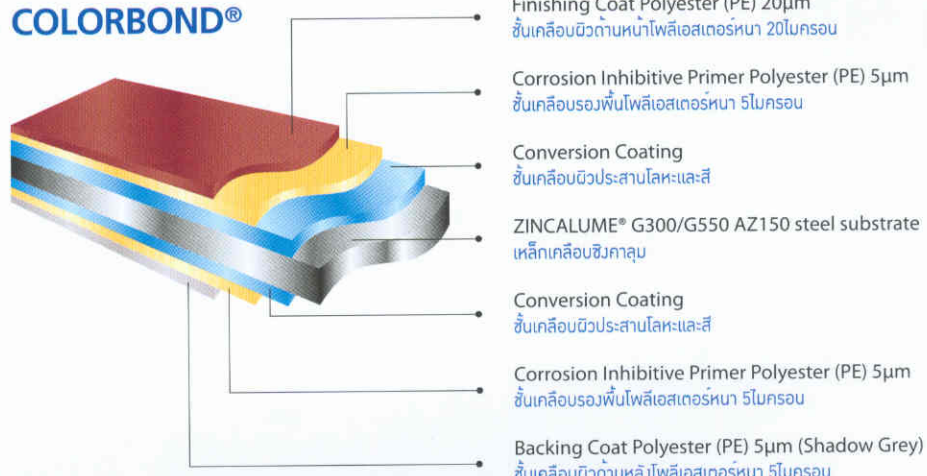 COLORBOND®
Finishing Coat Polyester (PE) 20µm
ชั้นเคลือบผิวด้านหน้าโพลีเอสเตอร์หนา 20ไมครอน
Corrosion Inhibitive Primer Polyester (PE) 5µm
ชั้นเคลือบรองพื้นโพลีเอสเตอร์หนา 5ไมครอน
Conversion Coating
ชั้นเคลือบผิวประสานโลหะและสี
ZINCALUME® G300/G550 AZ150 steel substrate
เหล็กเคลือบซิงคาลุม
Conversion Coating
ชั้นเคลือบผิวประสานโลหะและสี
Corrosion Inhibitive Primer Polyester (PE) 5µm
ชั้นเคลือบรองพื้นโพลีเอสเตอร์หนา 5ไมครอน
Backing Coat Polyester (PE) 5µm (Shadow Grey)
ชั้นเคลือบผิวด้านหลังโพลีเอสเตอร์หนา 5ไมครอน